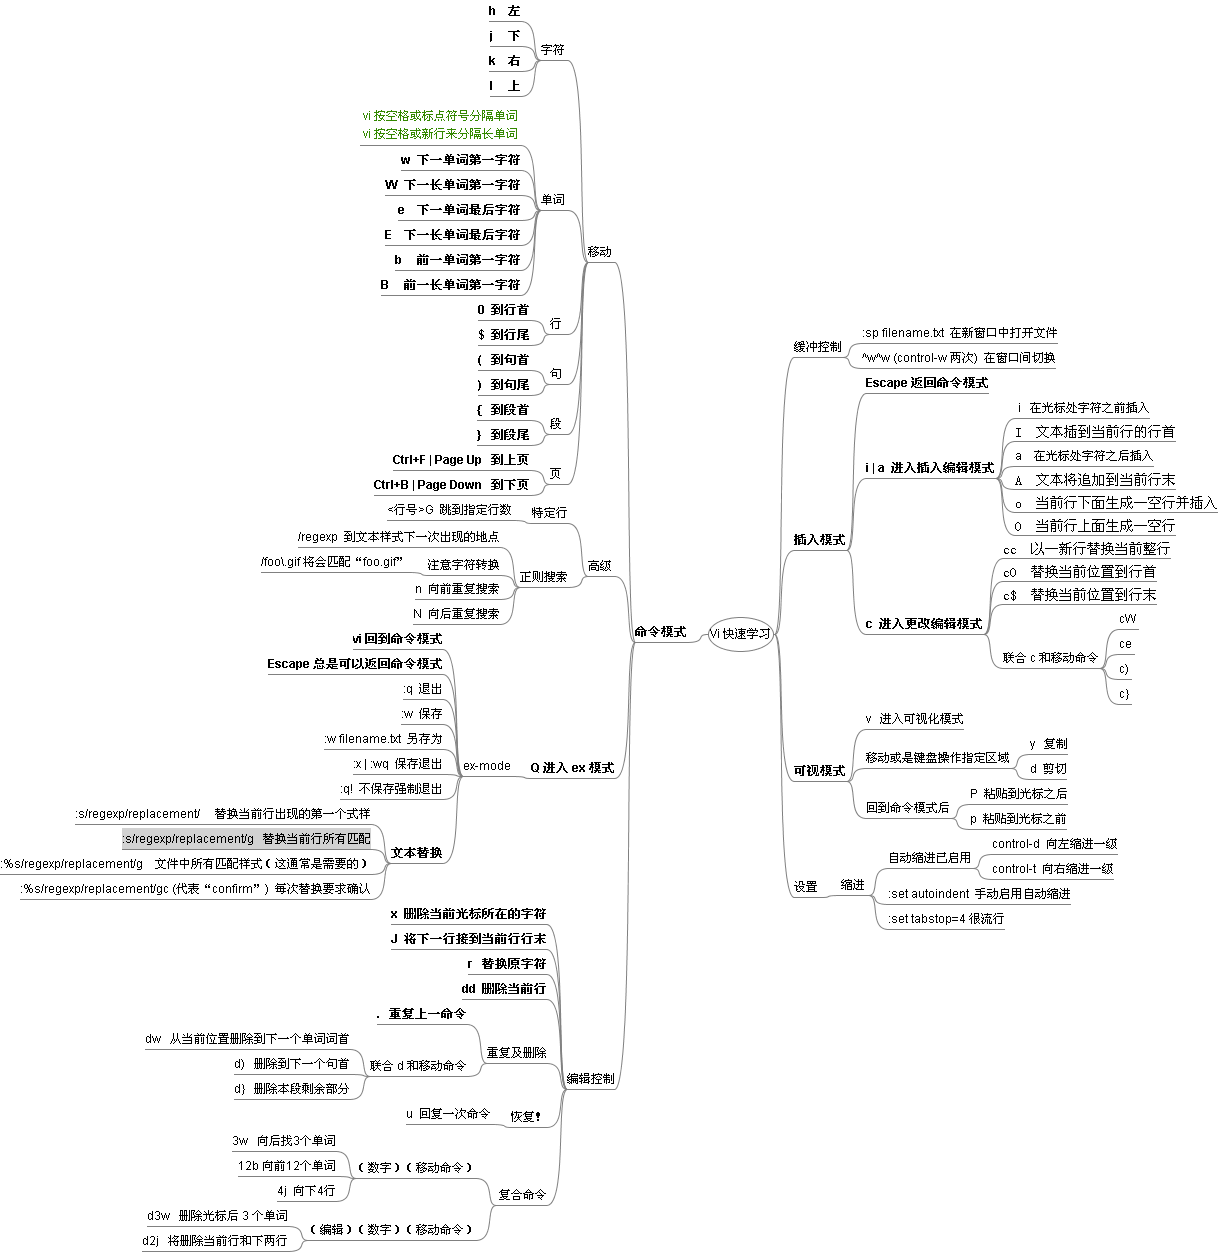 Vi 快速学习
命令模式
移动
字符
h 左
j 下
k 右
l 上
单词
vi 按空格或标点符号分隔单词
vi 按空格或新行来分隔长单词
w 下一单词第一字符
W 下一长单词第一字符
e 下一单词最后字符
E 下一长单词最后字符
b 前一单词第一字符
B 前一长单词第一字符
行
0 到行首
$ 到行尾
句
( 到句首
) 到句尾
段
{ 到段首
} 到段尾
页
Ctrl+F | Page Up 到上页
Ctrl+B | Page Down 到下页
高级
特定行
<行号>G 跳到指定行数
正则搜索
/regexp 到文本样式下一次出现的地点
注意字符转换
/foo\.gif 将会匹配“foo.gif”
n 向前重复搜索
N 向后重复搜索
Q 进入 ex 模式
ex-mode
vi 回到命令模式
Escape 总是可以返回命令模式
:q 退出
:w 保存
:w filename.txt 另存为
:x | :wq 保存退出
:q! 不保存强制退出
文本替换
:s/regexp/replacement/ 替换当前行出现的第一个式样
:s/regexp/replacement/g 替换当前行所有匹配
:%s/regexp/replacement/g 文件中所有匹配样式（这通常是需要的）
:%s/regexp/replacement/gc (代表“confirm”) 每次替换要求确认
编辑控制
x 删除当前光标所在的字符
J 将下一行接到当前行行末
r 替换原字符
dd 删除当前行
重复及删除
. 重复上一命令
联合 d 和移动命令
dw 从当前位置删除到下一个单词词首
d) 删除到下一个句首
d} 删除本段剩余部分
恢复！
u 回复一次命令
复合命令
（数字）（移动命令）
3w 向后找3个单词
12b 向前12个单词
4j 向下4行
（编辑）（数字）（移动命令）
d3w 删除光标后 3 个单词
d2j 将删除当前行和下两行
缓冲控制
:sp filename.txt 在新窗口中打开文件
^w^w (control-w 两次) 在窗口间切换
插入模式
Escape 返回命令模式
i | a 进入插入编辑模式
i 在光标处字符之前插入
I 文本插到当前行的行首
a 在光标处字符之后插入
A 文本将追加到当前行末
o 当前行下面生成一空行并插入
O 当前行上面生成一空行
c 进入更改编辑模式
cc 以一新行替换当前整行
c0 替换当前位置到行首
c$ 替换当前位置到行末
联合 c 和移动命令
cW
ce
c)
c}
可视模式
v 进入可视化模式
移动或是键盘操作指定区域
y 复制
d 剪切
回到命令模式后
P 粘贴到光标之后
p 粘贴到光标之前
设置
缩进
自动缩进已启用
control-d 向左缩进一级
control-t 向右缩进一级
:set autoindent 手动启用自动缩进
:set tabstop=4 很流行